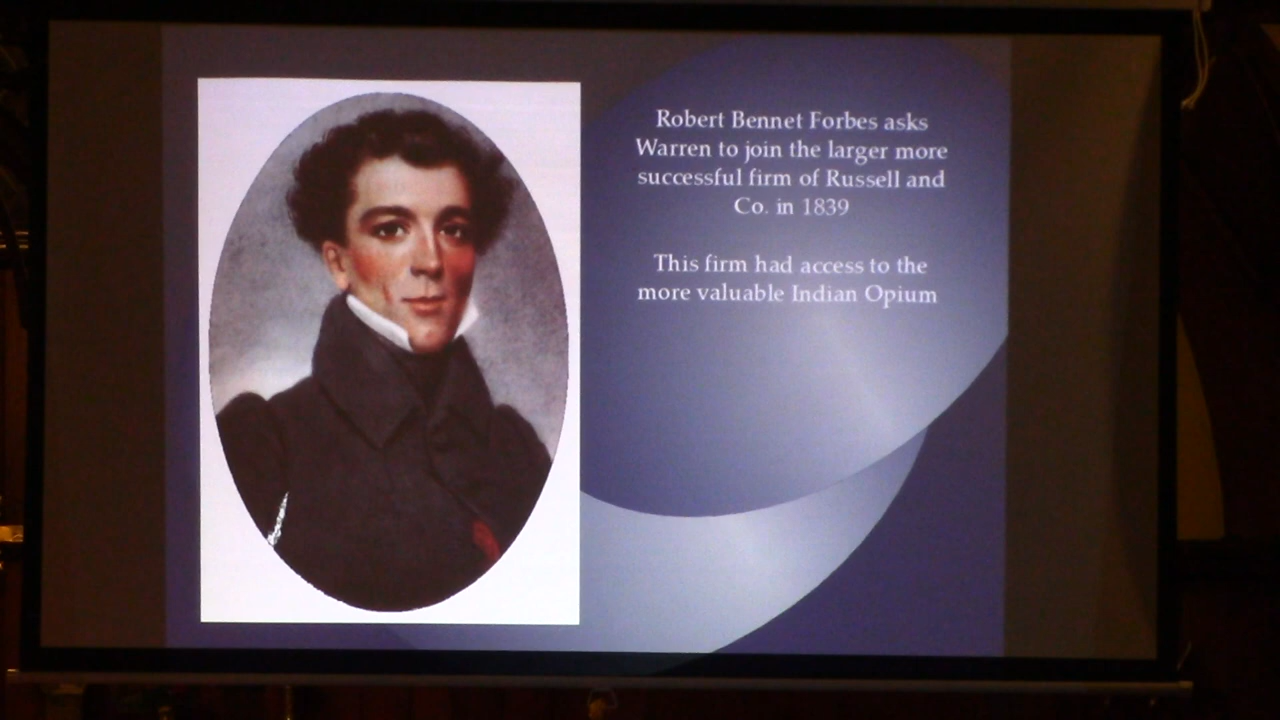 Robert Bennet Forbes asks
Warren to join the larger more
successful firm of Russell and
Co. in 1839
This firm had access to the
more valuable Indian Opium